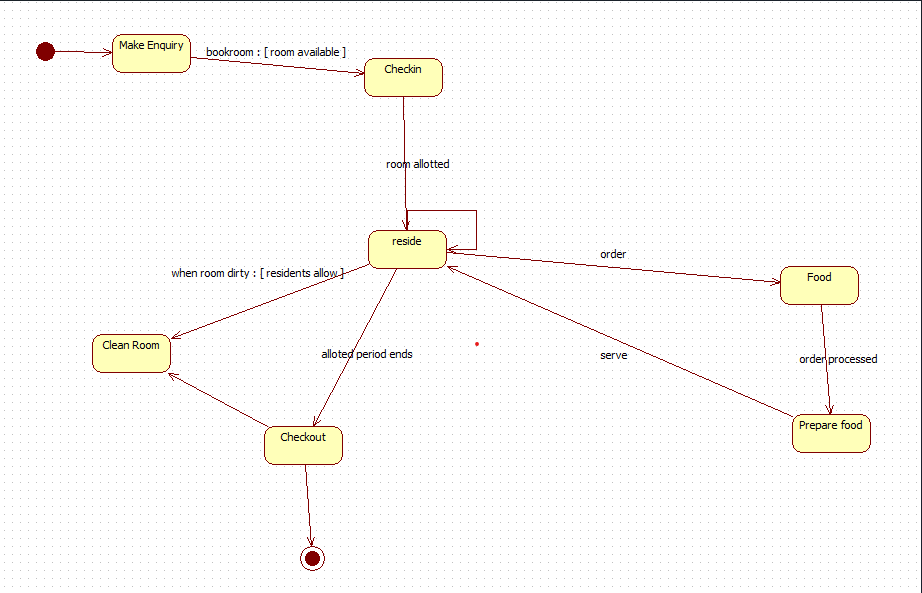 Make Enquiry
bookroom : [ room available ]
Checkin
room allotted
reside
order
when room dirty : [ residents allow ]
Food
Clean Room
alloted period ends
serve
order processed
Prepare food
Checkout